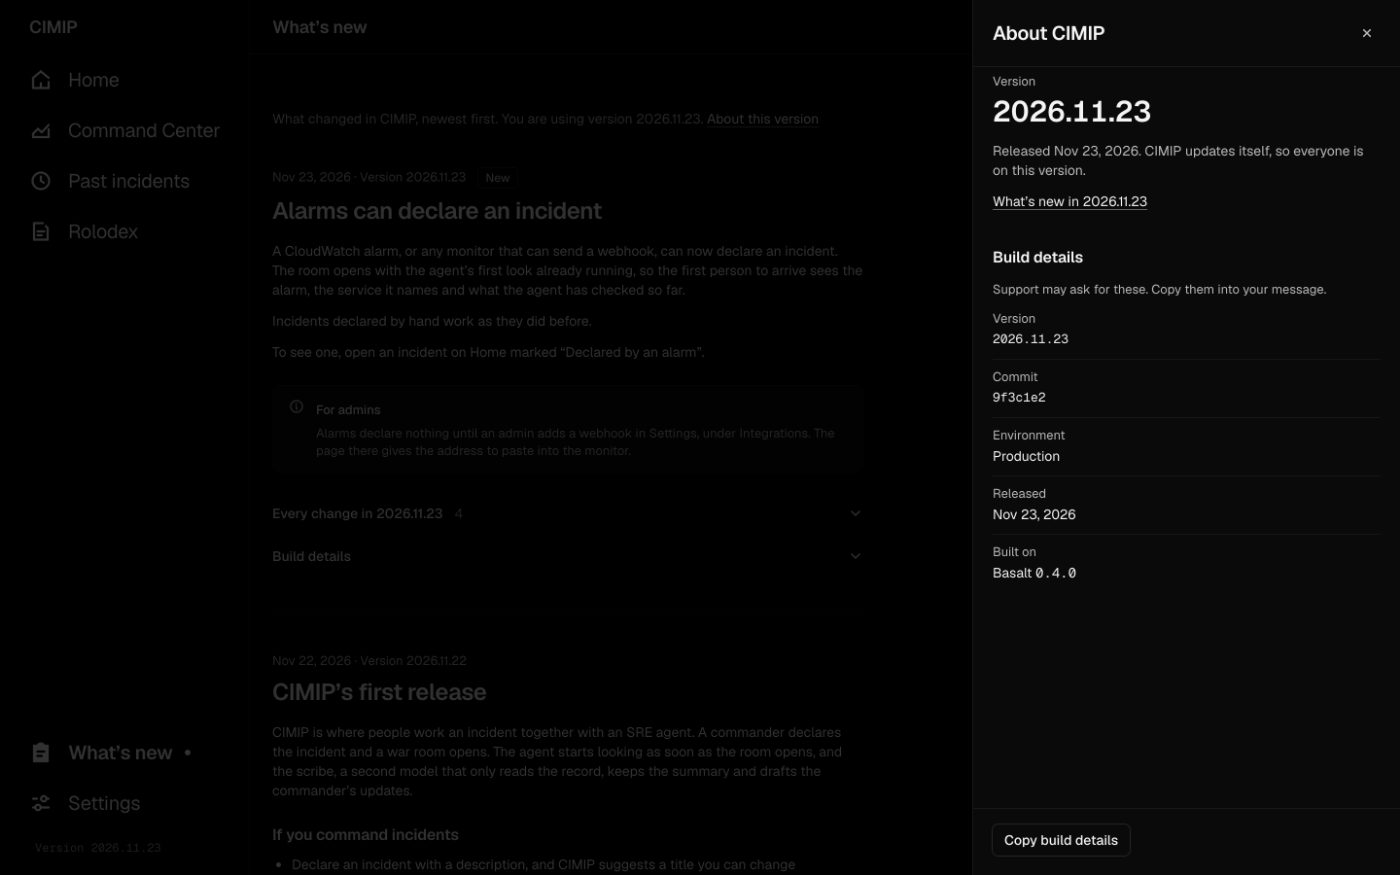 CIMIP
Home
Command Center
Past incidents
Rolodex
What's new
Settings
Version 2026.11.23
What's new
What changed in CIMIP, newest first. You are using version 2026.11.23. About this version
Nov 23, 2026 · Version 2026.11.23 New
Alarms can declare an incident
A CloudWatch alarm, or any monitor that can send a webhook, can now declare an incident.
The room opens with the agent's first look already running, so the first person to arrive sees the
alarm, the service it names and what the agent has checked so far.
Incidents declared by hand work as they did before.
To see one, open an incident on Home marked “Declared by an alarm”.
For admins
Alarms declare nothing until an admin adds a webhook in Settings, under Integrations. The
page there gives the address to paste into the monitor.
Every change in 2026.11.23 4
Build details
Nov 22, 2026 · Version 2026.11.22
CIMIP's first release
CIMIP is where people work an incident together with an SRE agent. A commander declares
the incident and a war room opens. The agent starts looking as soon as the room opens, and
the scribe, a second model that only reads the record, keeps the summary and drafts the
commander's updates.
If you command incidents
• Declare an incident with a description, and CIMIP suggests a title you can change
About CIMIP
Version
2026.11.23
Released Nov 23, 2026. CIMIP updates itself, so everyone is
on this version.
What's new in 2026.11.23
Build details
Support may ask for these. Copy them into your message.
Version
2026.11.23
Commit
9f3c1e2
Environment
Production
Released
Nov 23, 2026
Built on
Basalt 0.4.0
Copy build details